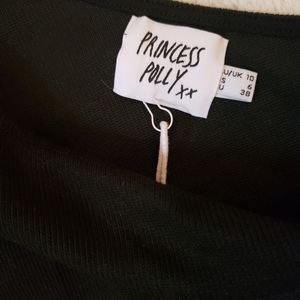 PRINCESS
POLLY xx
U/UK 10
S 6
U 38